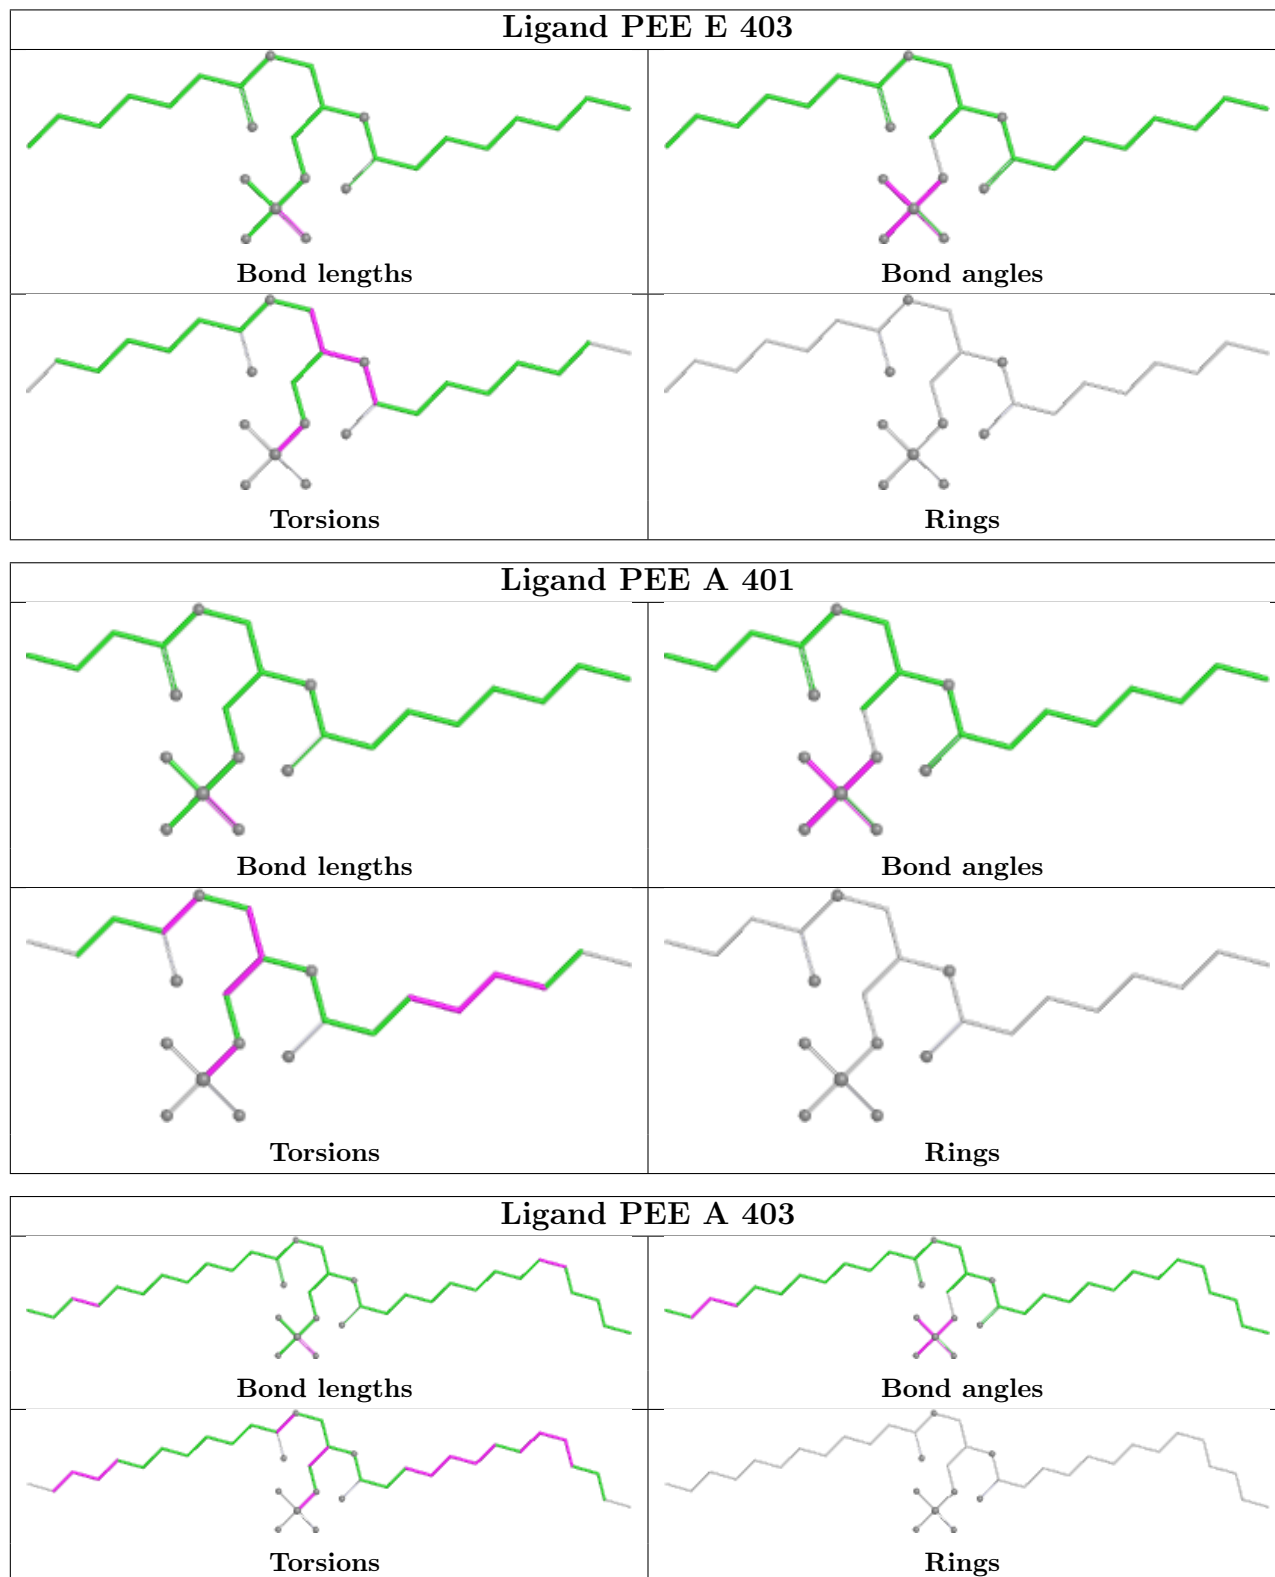 Ligand PEE E 403
Bond lengths
Bond angles
Torsions
Rings
Ligand PEE A 401
Bond lengths
Bond angles
Torsions
Rings
Ligand PEE A 403
Bond lengths
Bond angles
Torsions
Rings